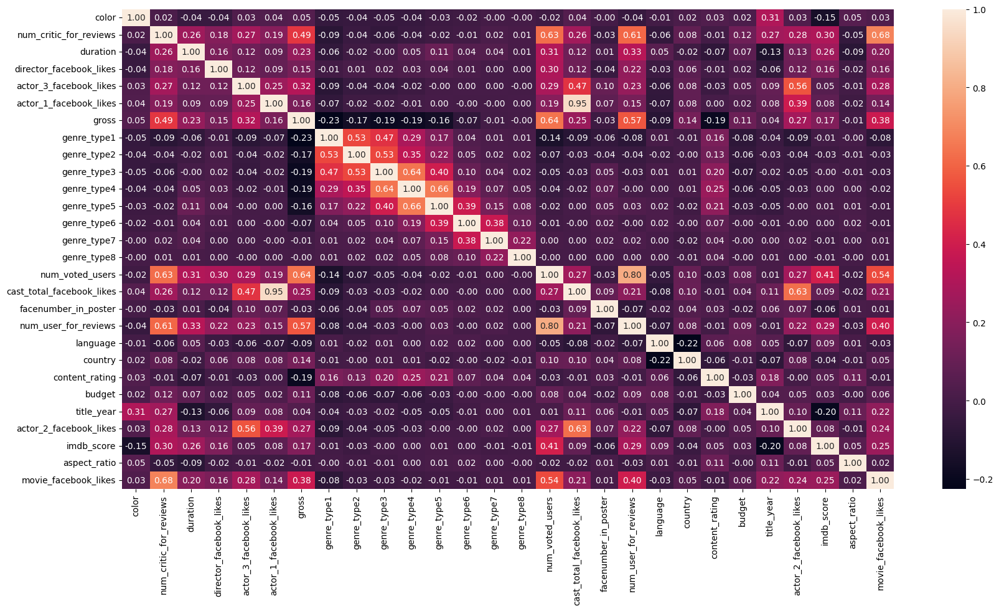 color 1.00 0.02 -0.04 -0.04 0.03 0.04 0.05 -0.05 -0.04 -0.05 -0.04 -0.03 -0.02 -0.00 -0.00 -0.02 0.04 -0.00 -0.04 -0.01 0.02 0.03 0.02 0.31 0.03 -0.15 0.05 0.03
num_critic_for_reviews 0.02 1.00 0.26 0.18 0.27 0.19 0.49 -0.09 -0.04 -0.06 -0.04 -0.02 -0.01 0.02 0.01 0.63 0.26 -0.03 0.61 -0.06 0.08 -0.01 0.12 0.27 0.28 0.30 -0.05 0.68
duration -0.04 0.26 1.00 0.16 0.12 0.09 0.23 -0.06 -0.02 -0.00 0.05 0.11 0.04 0.04 0.01 0.31 0.12 0.01 0.33 0.05 -0.02 -0.07 0.07 -0.13 0.13 0.26 -0.09 0.20
director_facebook_likes -0.04 0.18 0.16 1.00 0.12 0.09 0.15 -0.01 0.01 0.02 0.03 0.04 0.01 0.00 0.00 0.30 0.12 -0.04 0.22 -0.03 0.06 -0.01 0.02 -0.06 0.12 0.16 -0.02 0.16
actor_3_facebook_likes 0.03 0.27 0.12 0.12 1.00 0.25 0.32 -0.09 -0.04 -0.04 -0.02 -0.00 0.00 0.00 -0.00 0.29 0.47 0.10 0.23 -0.06 0.08 -0.03 0.05 0.09 0.56 0.05 -0.01 0.28
actor_1_facebook_likes 0.04 0.19 0.09 0.09 0.25 1.00 0.16 -0.07 -0.02 -0.02 -0.01 0.00 -0.00 -0.00 0.00 0.19 0.95 0.07 0.15 -0.07 0.08 0.00 0.02 0.08 0.39 0.08 -0.02 0.14
gross 0.05 0.49 0.23 0.15 0.32 0.16 1.00 -0.23 -0.17 -0.19 -0.19 -0.16 -0.07 -0.01 -0.00 0.64 0.25 -0.03 0.57 -0.09 0.14 -0.19 0.11 0.04 0.27 0.17 -0.01 0.38
genre_type1 -0.05 -0.09 -0.06 -0.01 -0.09 -0.07 -0.23 1.00 0.53 0.47 0.29 0.17 0.04 0.01 0.01 -0.14 -0.09 -0.06 -0.08 0.01 -0.01 0.16 -0.08 -0.04 -0.09 -0.01 -0.00 -0.08
genre_type2 -0.04 -0.04 -0.02 0.01 -0.04 -0.02 -0.17 0.53 1.00 0.53 0.35 0.22 0.05 0.02 0.02 -0.07 -0.03 -0.04 -0.04 -0.02 -0.00 0.13 -0.06 -0.03 -0.04 -0.03 -0.01 -0.03
genre_type3 -0.05 -0.06 -0.00 0.02 -0.04 -0.02 -0.19 0.47 0.53 1.00 0.64 0.40 0.10 0.04 0.02 -0.05 -0.03 0.05 -0.03 0.01 0.01 0.20 -0.07 -0.02 -0.05 -0.00 -0.01 -0.03
genre_type4 -0.04 -0.04 0.05 0.03 -0.02 -0.01 -0.19 0.29 0.35 0.64 1.00 0.66 0.19 0.07 0.05 -0.04 -0.02 0.07 -0.00 0.00 0.01 0.25 -0.06 -0.05 -0.03 0.00 0.00 -0.02
genre_type5 -0.03 -0.02 0.11 0.04 -0.00 0.00 -0.16 0.17 0.22 0.40 0.66 1.00 0.39 0.15 0.08 -0.02 0.00 0.05 0.03 0.02 -0.02 0.21 -0.03 -0.05 -0.00 0.01 0.01 -0.01
genre_type6 -0.02 -0.01 0.04 0.01 0.00 -0.00 -0.07 0.04 0.05 0.10 0.19 0.39 1.00 0.38 0.10 -0.01 -0.00 0.02 -0.00 0.02 -0.00 0.07 -0.00 -0.01 -0.00 0.00 0.02 -0.01
genre_type7 -0.00 0.02 0.04 0.00 0.00 -0.00 -0.01 0.01 0.02 0.04 0.07 0.15 0.38 1.00 0.22 0.00 0.00 0.02 0.02 0.00 -0.02 0.04 -0.00 0.00 0.02 -0.01 0.00 0.01
genre_type8 -0.00 0.01 0.01 0.00 -0.00 0.00 -0.00 0.01 0.02 0.02 0.05 0.08 0.10 0.22 1.00 -0.00 0.00 0.00 0.00 0.00 -0.01 0.04 -0.00 0.01 0.00 -0.01 -0.00 0.01
num_voted_users -0.02 0.63 0.31 0.30 0.29 0.19 0.64 -0.14 -0.07 -0.05 -0.04 -0.02 -0.01 0.00 -0.00 1.00 0.27 -0.03 0.80 -0.05 0.10 -0.03 0.08 0.01 0.27 0.41 -0.02 0.54
cast_total_facebook_likes 0.04 0.26 0.12 0.12 0.47 0.95 0.25 -0.09 -0.03 -0.03 -0.02 0.00 -0.00 0.00 0.00 0.27 1.00 0.09 0.21 -0.08 0.10 -0.01 0.04 0.11 0.63 0.09 -0.02 0.21
facenumber_in_poster -0.00 -0.03 0.01 -0.04 0.10 0.07 -0.03 -0.06 -0.04 0.05 0.07 0.05 0.02 0.02 0.00 -0.03 0.09 1.00 -0.07 -0.02 0.04 0.03 -0.02 0.06 0.07 -0.06 0.01 0.01
num_user_for_reviews -0.04 0.61 0.33 0.22 0.23 0.15 0.57 -0.08 -0.04 -0.03 -0.00 0.03 -0.00 0.02 0.00 0.80 0.21 -0.07 1.00 -0.07 0.08 -0.01 0.09 -0.01 0.22 0.29 -0.03 0.40
language -0.01 -0.06 0.05 -0.03 -0.06 -0.07 -0.09 0.01 -0.02 0.01 0.00 0.02 0.02 0.00 0.00 -0.05 -0.08 -0.02 -0.07 1.00 -0.22 0.06 0.08 0.05 -0.07 0.09 0.01 -0.03
country 0.02 0.08 -0.02 0.06 0.08 0.08 0.14 -0.01 -0.00 0.01 0.01 -0.02 -0.00 -0.02 -0.01 0.10 0.10 0.04 0.08 -0.22 1.00 -0.06 -0.01 -0.07 0.08 -0.04 -0.01 0.05
content_rating 0.03 -0.01 -0.07 -0.01 -0.03 0.00 -0.19 0.16 0.13 0.20 0.25 0.21 0.07 0.04 0.04 -0.03 -0.01 0.03 -0.01 0.06 -0.06 1.00 -0.03 0.18 -0.00 0.05 0.11 -0.01
budget 0.02 0.12 0.07 0.02 0.05 0.02 0.11 -0.08 -0.06 -0.07 -0.06 -0.03 -0.00 -0.00 -0.00 0.08 0.04 -0.02 0.09 0.08 -0.01 -0.03 1.00 0.04 0.05 0.03 -0.00 0.06
title_year 0.31 0.27 -0.13 -0.06 0.09 0.08 0.04 -0.04 -0.03 -0.02 -0.05 -0.05 -0.01 0.00 0.01 0.01 0.11 0.06 -0.01 0.05 -0.07 0.18 0.04 1.00 0.10 -0.20 0.11 0.22
actor_2_facebook_likes 0.03 0.28 0.13 0.12 0.56 0.39 0.27 -0.09 -0.04 -0.05 -0.03 -0.00 -0.00 0.02 0.00 0.27 0.63 0.07 0.22 -0.07 0.08 -0.00 0.05 0.10 1.00 0.08 -0.01 0.24
imdb_score -0.15 0.30 0.26 0.16 0.05 0.08 0.17 -0.01 -0.03 -0.00 0.00 0.01 0.00 -0.01 -0.01 0.41 0.09 -0.06 0.29 0.09 -0.04 0.05 0.03 -0.20 0.08 1.00 0.05 0.25
aspect_ratio 0.05 -0.05 -0.09 -0.02 -0.01 -0.02 -0.01 -0.00 -0.01 -0.01 0.00 0.01 0.02 0.00 -0.00 -0.02 -0.02 0.01 -0.03 0.01 -0.01 0.11 -0.00 0.11 -0.01 0.05 1.00 0.02
movie_facebook_likes 0.03 0.68 0.20 0.16 0.28 0.14 0.38 -0.08 -0.03 -0.03 -0.02 -0.01 -0.01 0.01 0.01 0.54 0.21 0.01 0.40 -0.03 0.05 -0.01 0.06 0.22 0.24 0.25 0.02 1.00
color
num_critic_for_reviews
duration
director_facebook_likes
actor_3_facebook_likes
actor_1_facebook_likes
gross
genre_type1
genre_type2
genre_type3
genre_type4
genre_type5
genre_type6
genre_type7
genre_type8
num_voted_users
cast_total_facebook_likes
facenumber_in_poster
num_user_for_reviews
language
country
content_rating
budget
title_year
actor_2_facebook_likes
imdb_score
aspect_ratio
movie_facebook_likes
1.0
0.8
0.6
0.4
0.2
0.0
−0.2